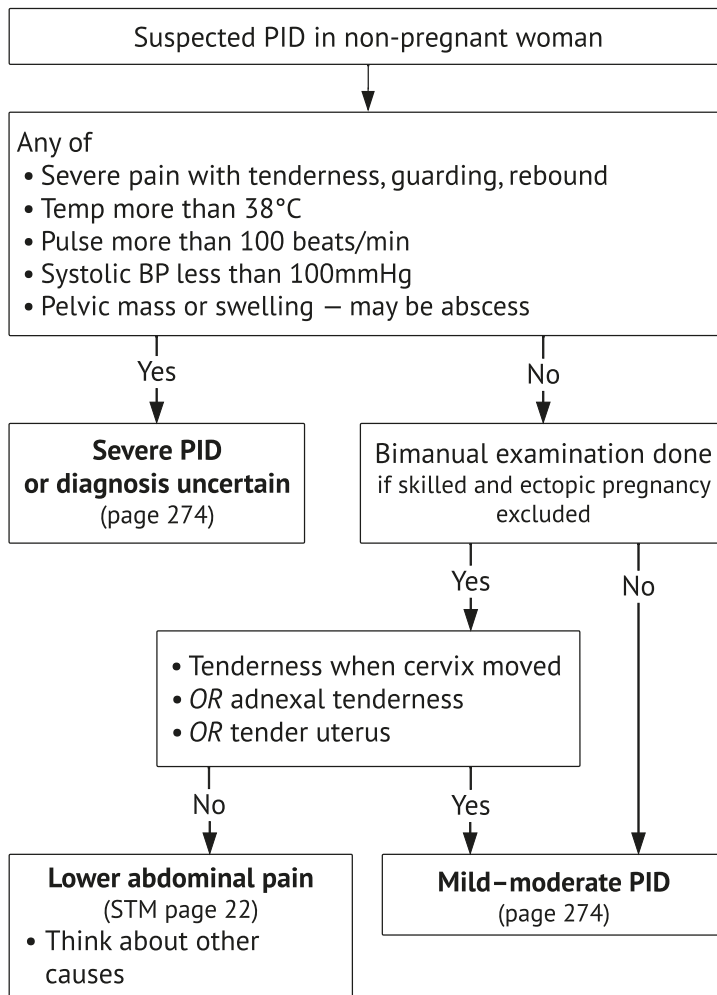 Suspected PID in non-pregnant woman
Any of
• Severe pain with tenderness, guarding, rebound
• Temp more than 38°C
• Pulse more than 100 beats/min
• Systolic BP less than 100mmHg
• Pelvic mass or swelling — may be abscess
Yes
No
Severe PID
or diagnosis uncertain
(page 274)
Bimanual examination done
if skilled and ectopic pregnancy
excluded
Yes
No
• Tenderness when cervix moved
• OR adnexal tenderness
• OR tender uterus
No
Yes
Lower abdominal pain
(STM page 22)
• Think about other
causes
Mild–moderate PID
(page 274)